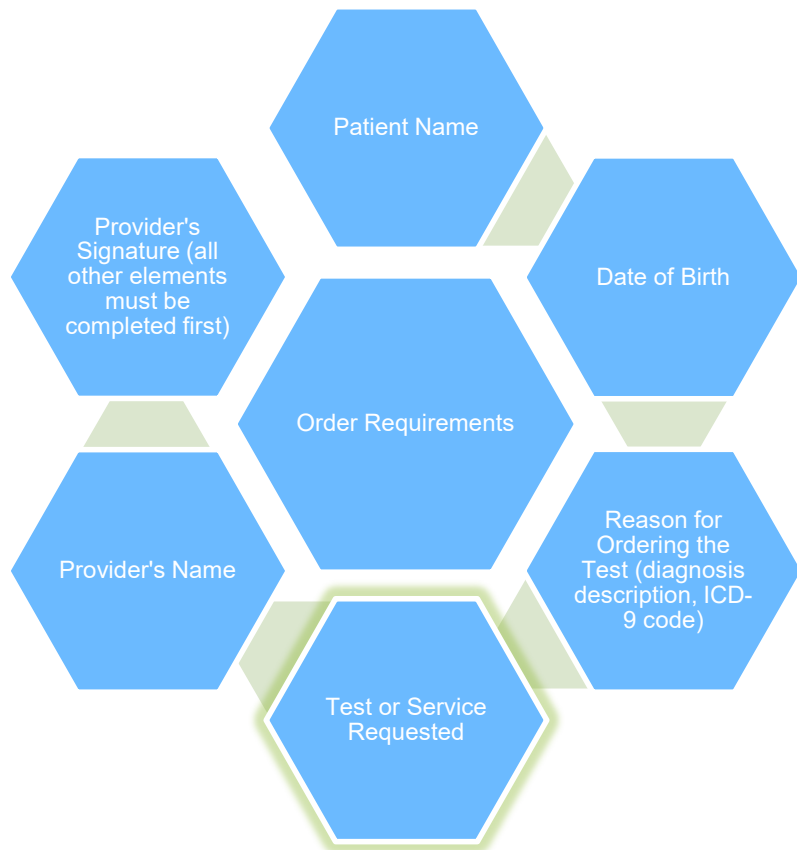 Patient Name
Provider's
Signature (all
other elements
must be
completed first)
Date of Birth
Order Requirements
Provider's Name
Reason for
Ordering the
Test (diagnosis
description, ICD-
9 code)
Test or Service
Requested